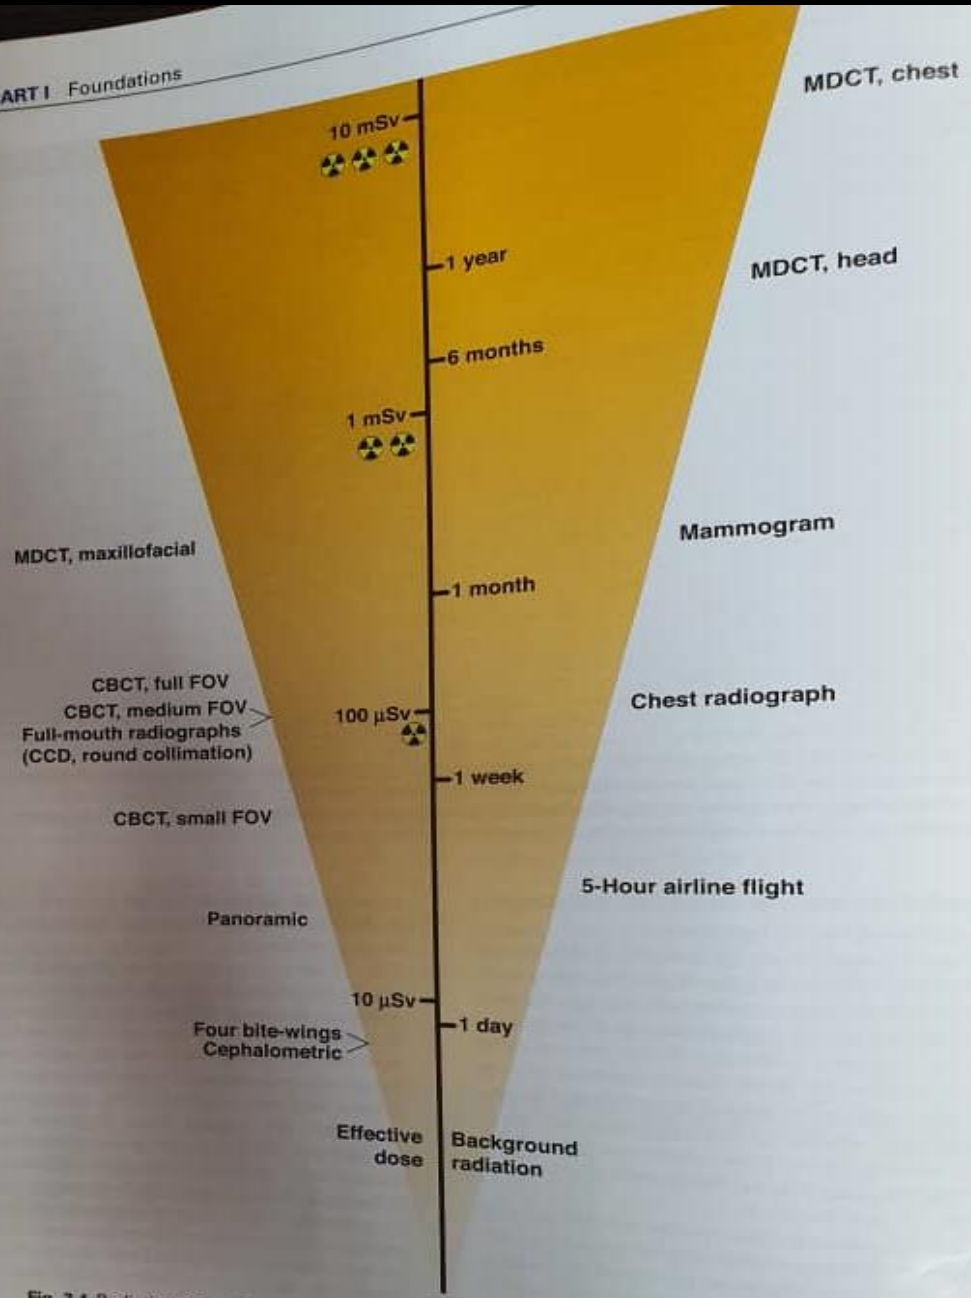 ART I Foundations
MDCT, chest
10 mSv
1 year
MDCT, head
6 months
1 mSv
Mammogram
MDCT, maxillofacial
1 month
CBCT, full FOV
CBCT, medium FOV
Full-mouth radiographs
(CCD, round collimation)
100 µSv
Chest radiograph
1 week
CBCT, small FOV
5-Hour airline flight
Panoramic
10 µSv
1 day
Four bite-wings
Cephalometric
Effective
dose
Background
radiation